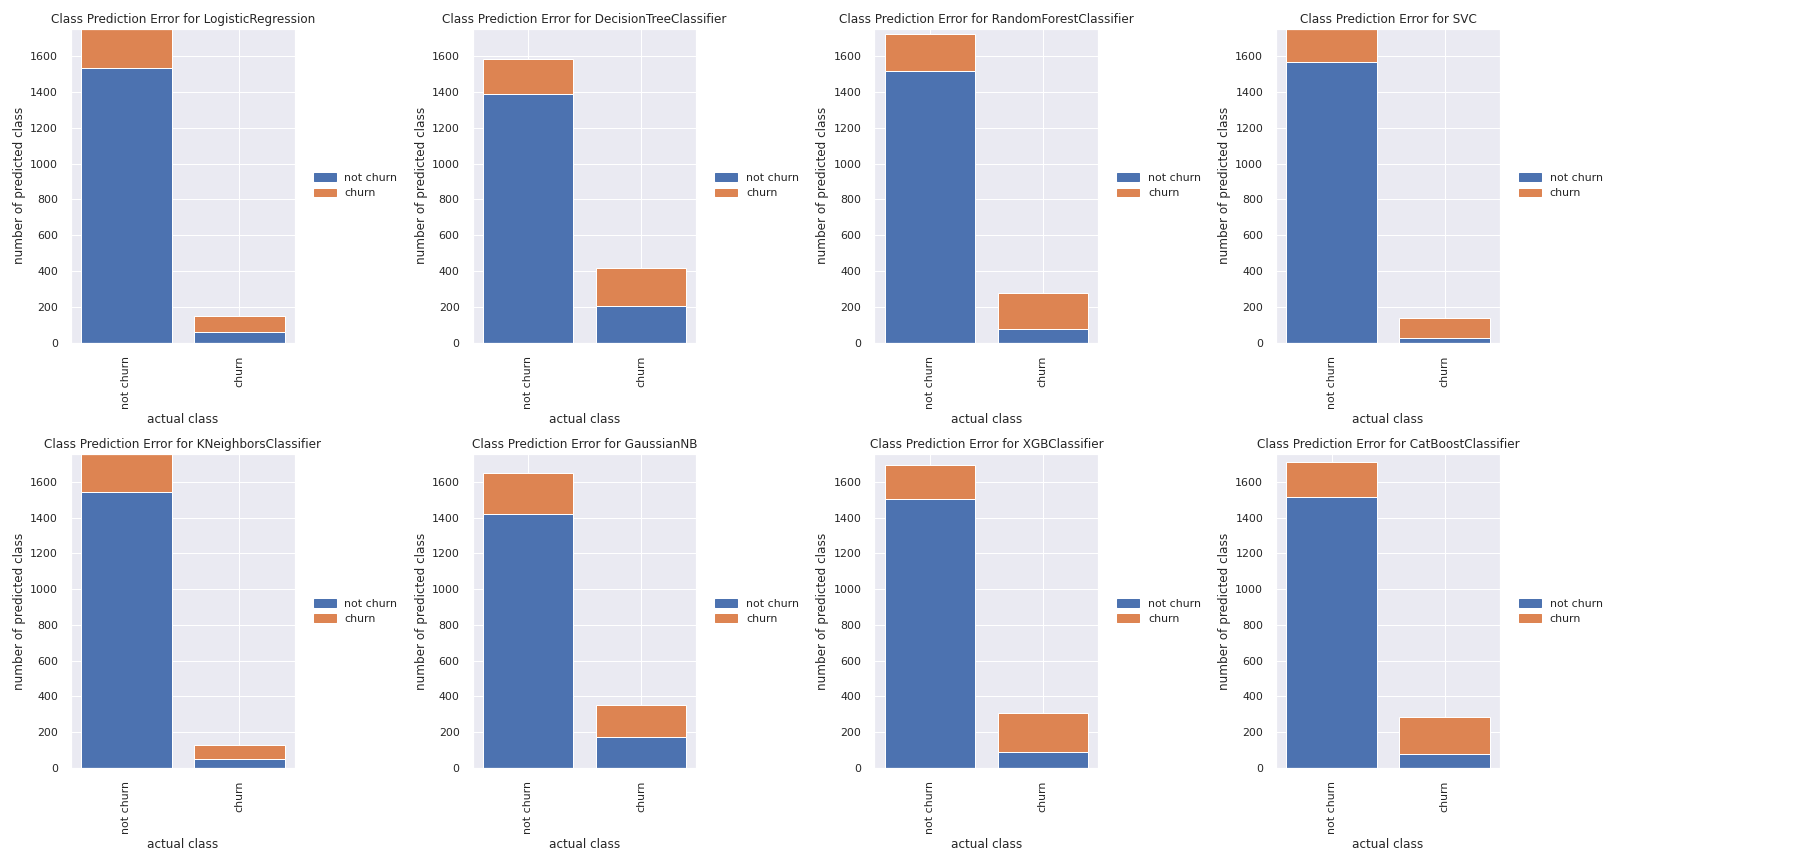 Class Prediction Error for LogisticRegression
number of predicted class
1600
1400
1200
1000
800
600
400
200
0
not churn
churn
actual class
not churn
churn
Class Prediction Error for DecisionTreeClassifier
number of predicted class
1600
1400
1200
1000
800
600
400
200
0
not churn
churn
actual class
not churn
churn
Class Prediction Error for RandomForestClassifier
number of predicted class
1600
1400
1200
1000
800
600
400
200
0
not churn
churn
actual class
not churn
churn
Class Prediction Error for SVC
number of predicted class
1600
1400
1200
1000
800
600
400
200
0
not churn
churn
actual class
not churn
churn
Class Prediction Error for KNeighborsClassifier
number of predicted class
1600
1400
1200
1000
800
600
400
200
0
not churn
churn
actual class
not churn
churn
Class Prediction Error for GaussianNB
number of predicted class
1600
1400
1200
1000
800
600
400
200
0
not churn
churn
actual class
not churn
churn
Class Prediction Error for XGBClassifier
number of predicted class
1600
1400
1200
1000
800
600
400
200
0
not churn
churn
actual class
not churn
churn
Class Prediction Error for CatBoostClassifier
number of predicted class
1600
1400
1200
1000
800
600
400
200
0
not churn
churn
actual class
not churn
churn